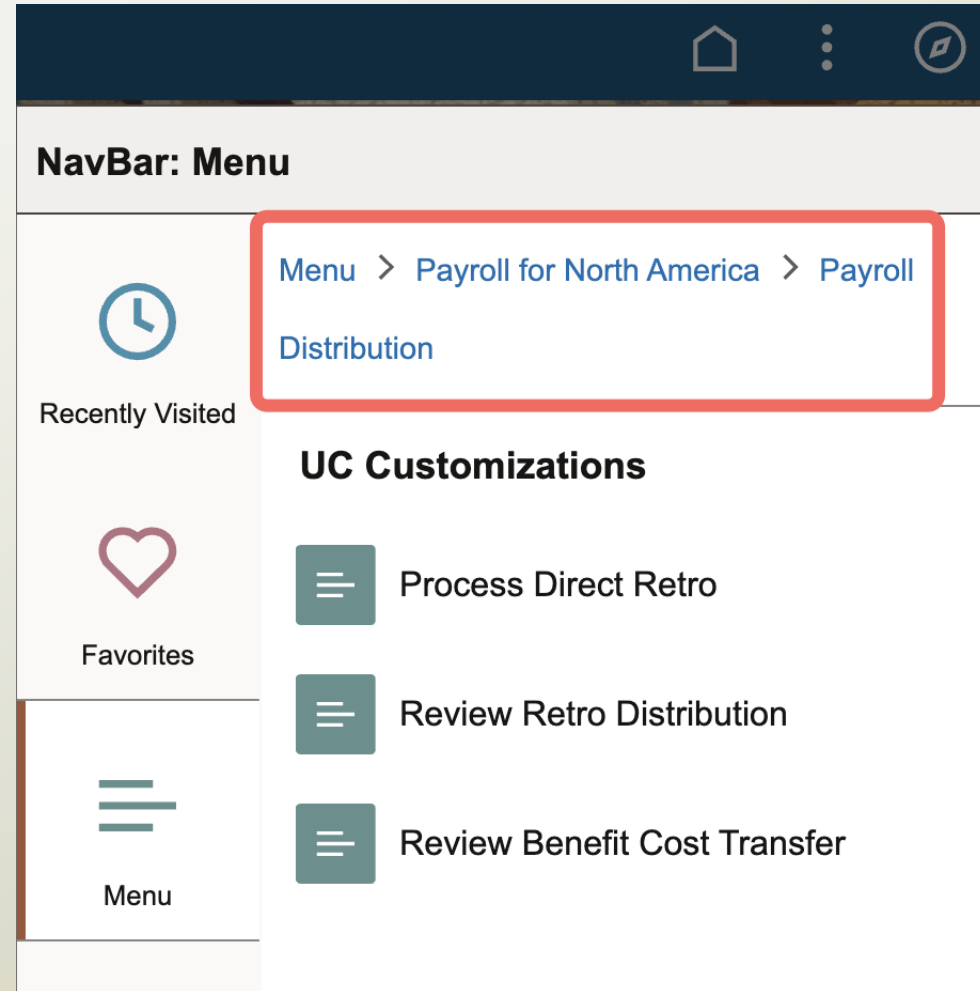 NavBar: Menu
Menu > Payroll for North America > Payroll
Distribution
Recently Visited
UC Customizations
Process Direct Retro
Favorites
Review Retro Distribution
Review Benefit Cost Transfer
Menu